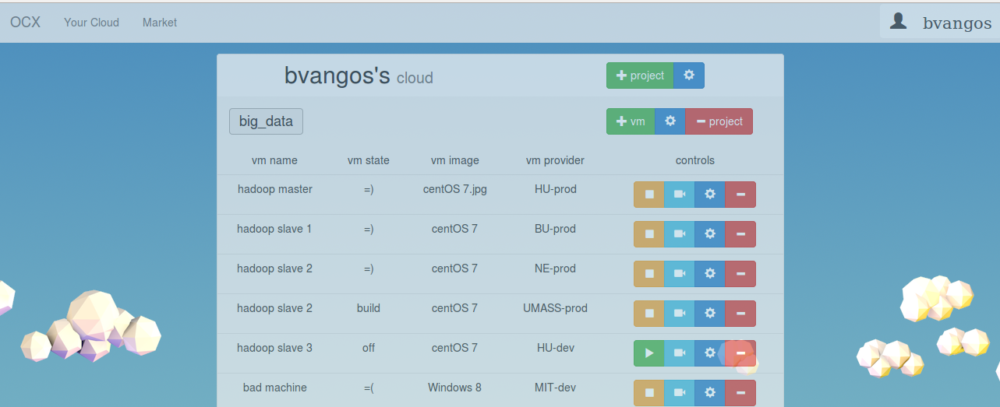 OCX Your Cloud Market bvangos
bvangos's cloud project
big_data vm project
vm name vm state vm image vm provider controls
hadoop master =) centOS 7.jpg HU-prod
hadoop slave 1 =) centOS 7 BU-prod
hadoop slave 2 =) centOS 7 NE-prod
hadoop slave 2 build centOS 7 UMASS-prod
hadoop slave 3 off centOS 7 HU-dev
bad machine =( Windows 8 MIT-dev